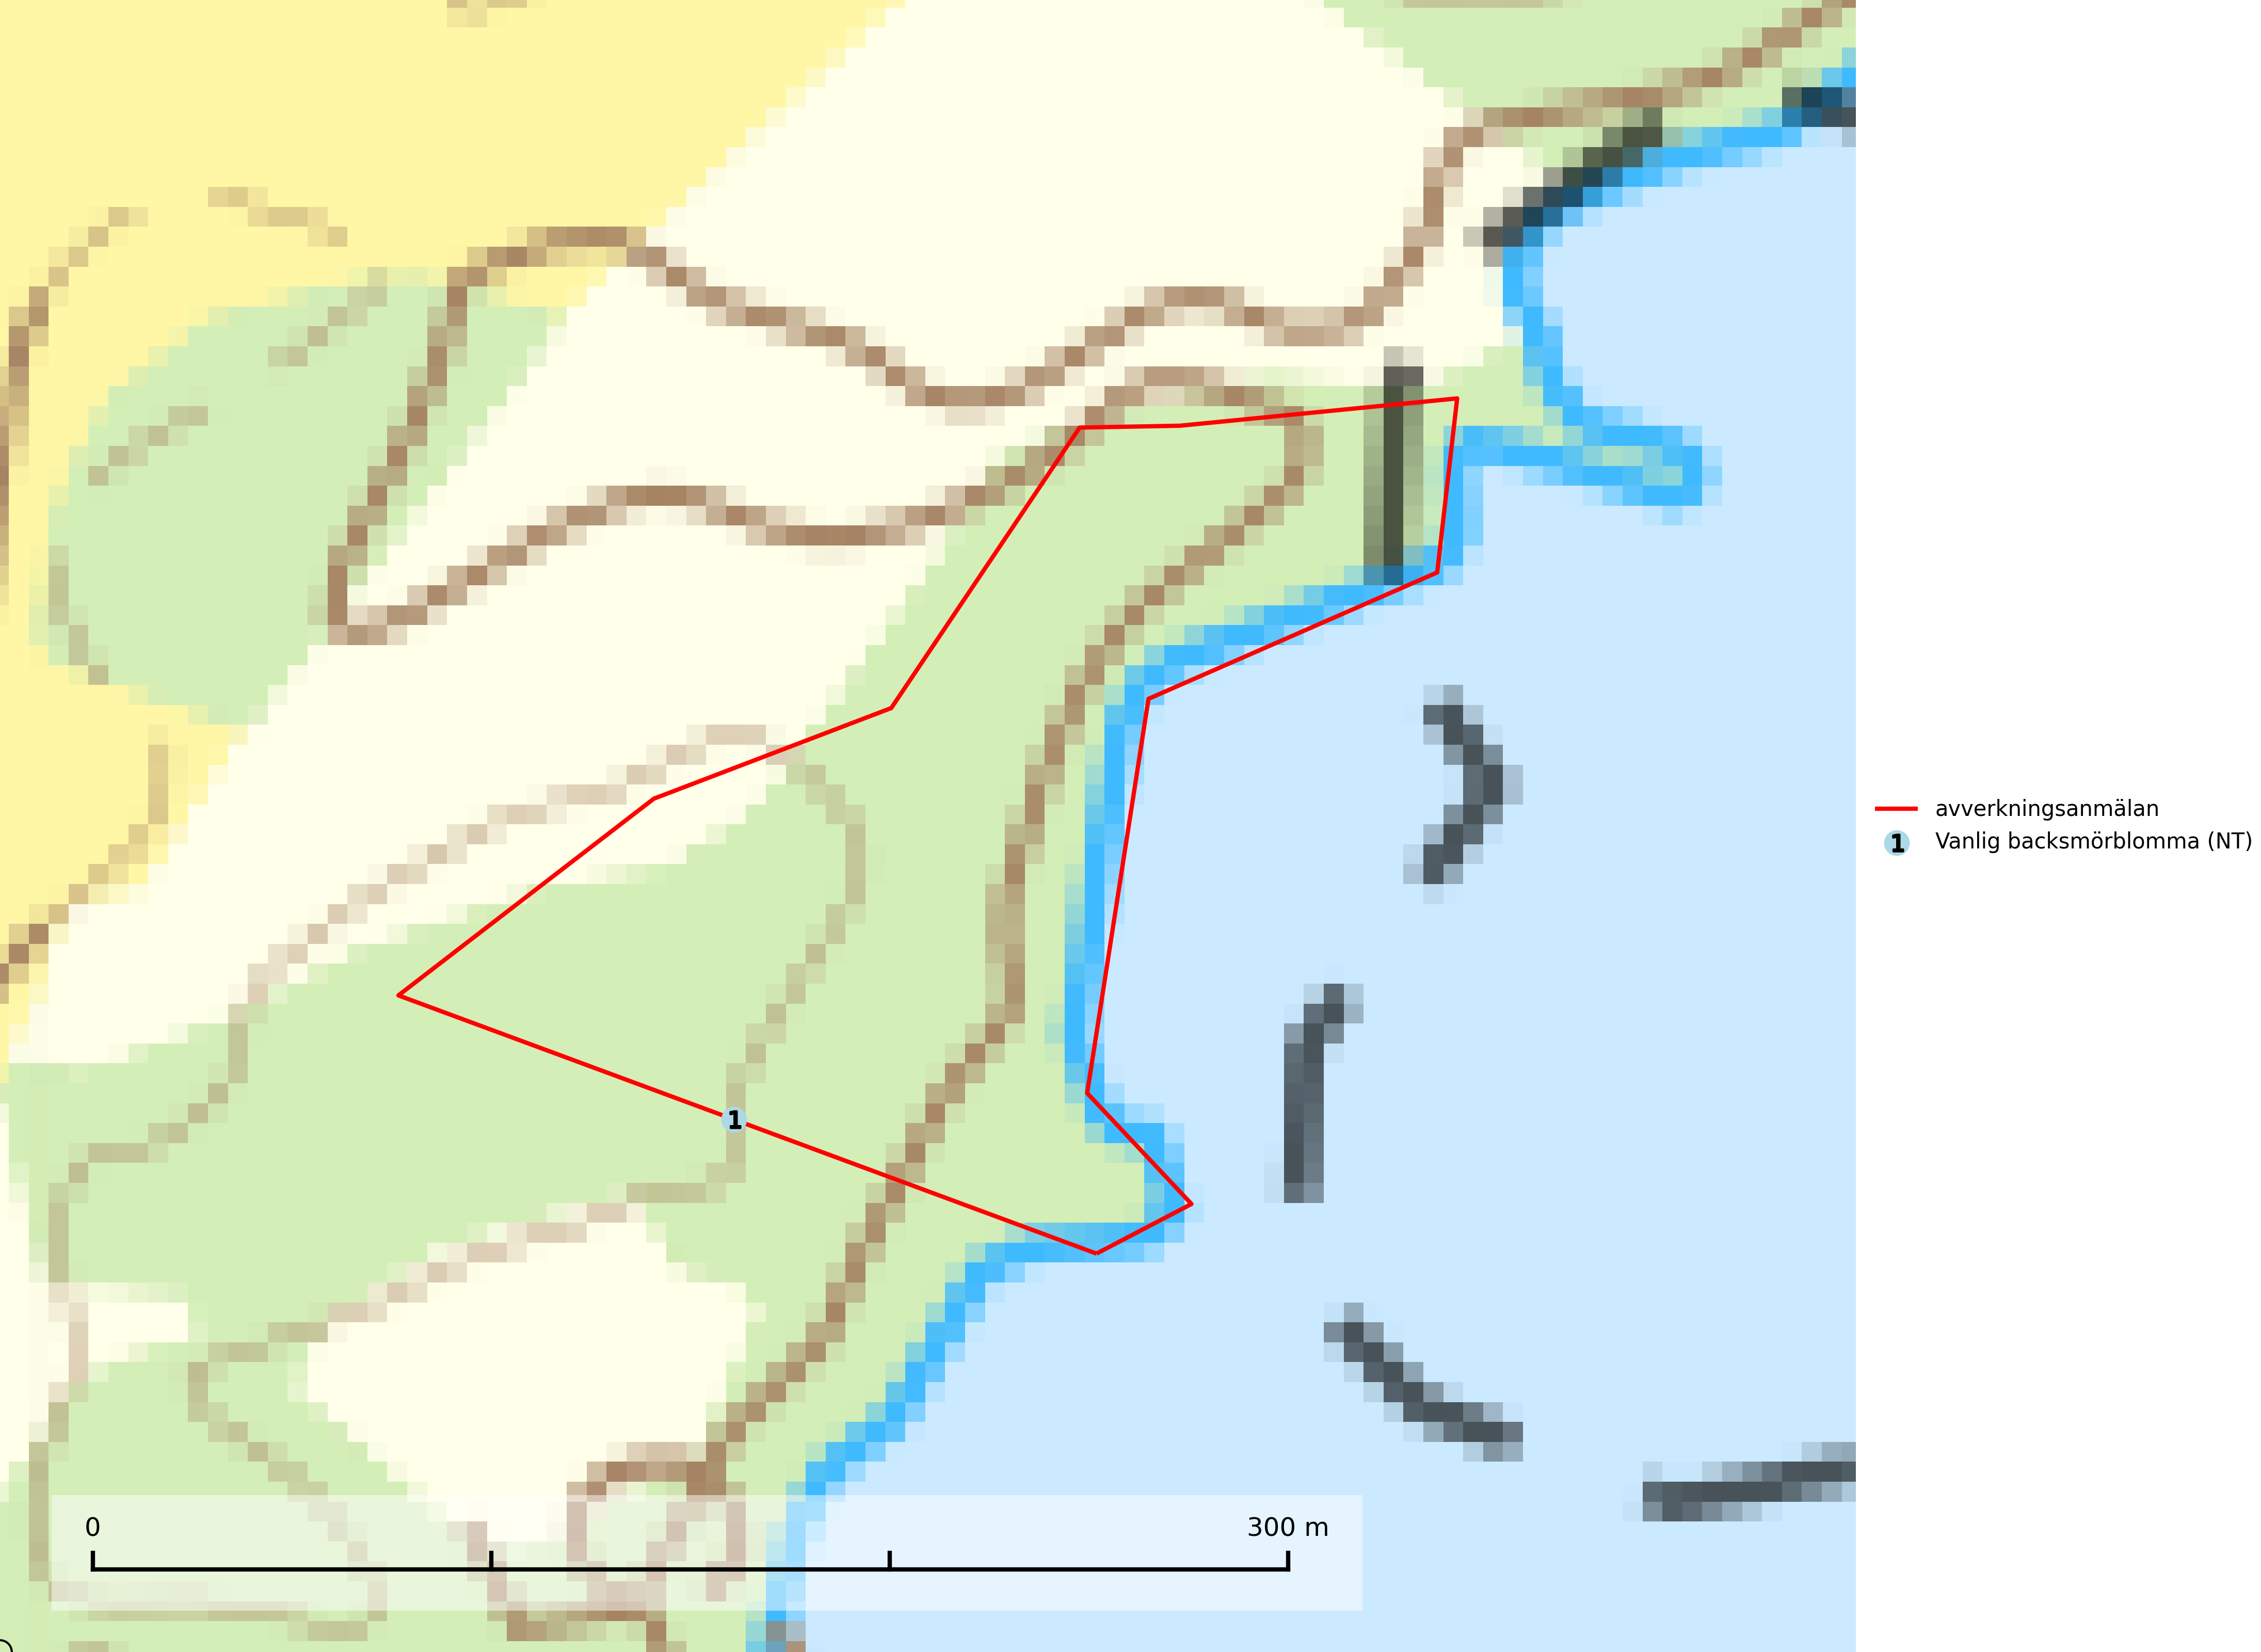 avverkningsanmälan
1 Vanlig backsmörblomma (NT)
1
0 300 m